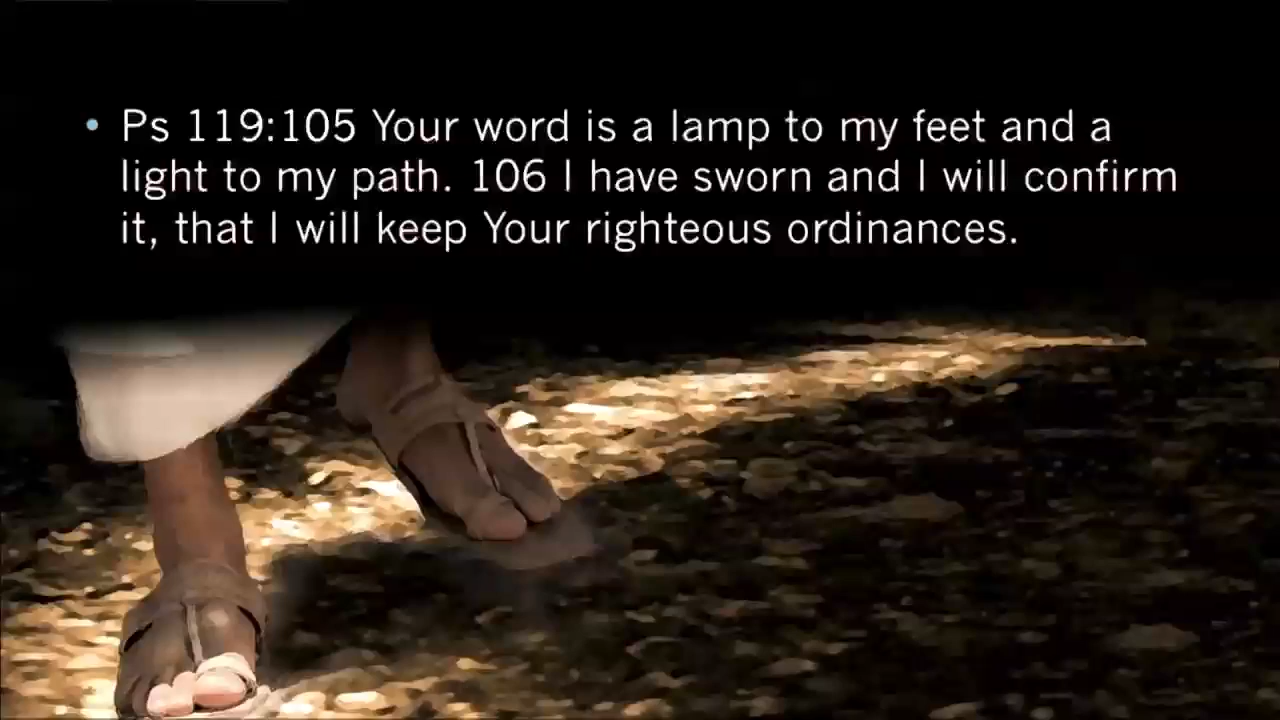 • Ps 119:105 Your word is a lamp to my feet and a
light to my path. 106 I have sworn and I will confirm
it, that I will keep Your righteous ordinances.